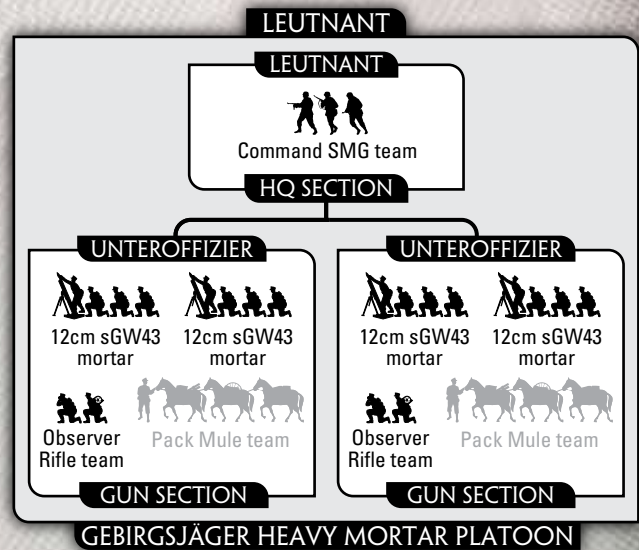 LEUTNANT
LEUTNANT
Command SMG team
HQ SECTION
UNTEROFFIZIER
12cm sGW43
mortar
12cm sGW43
mortar
Observer
Rifle team
Pack Mule team
GUN SECTION
UNTEROFFIZIER
12cm sGW43
mortar
12cm sGW43
mortar
Observer
Rifle team
Pack Mule team
GUN SECTION
GEBIRGSJÄGER HEAVY MORTAR PLATOON